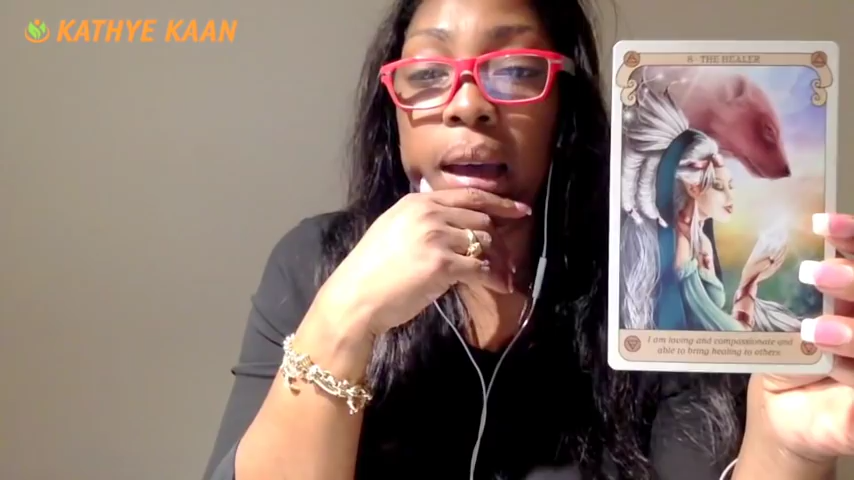 KATHYE KAAN
8 - THE HEALER
I am loving and compassionate and
able to bring healing to others.